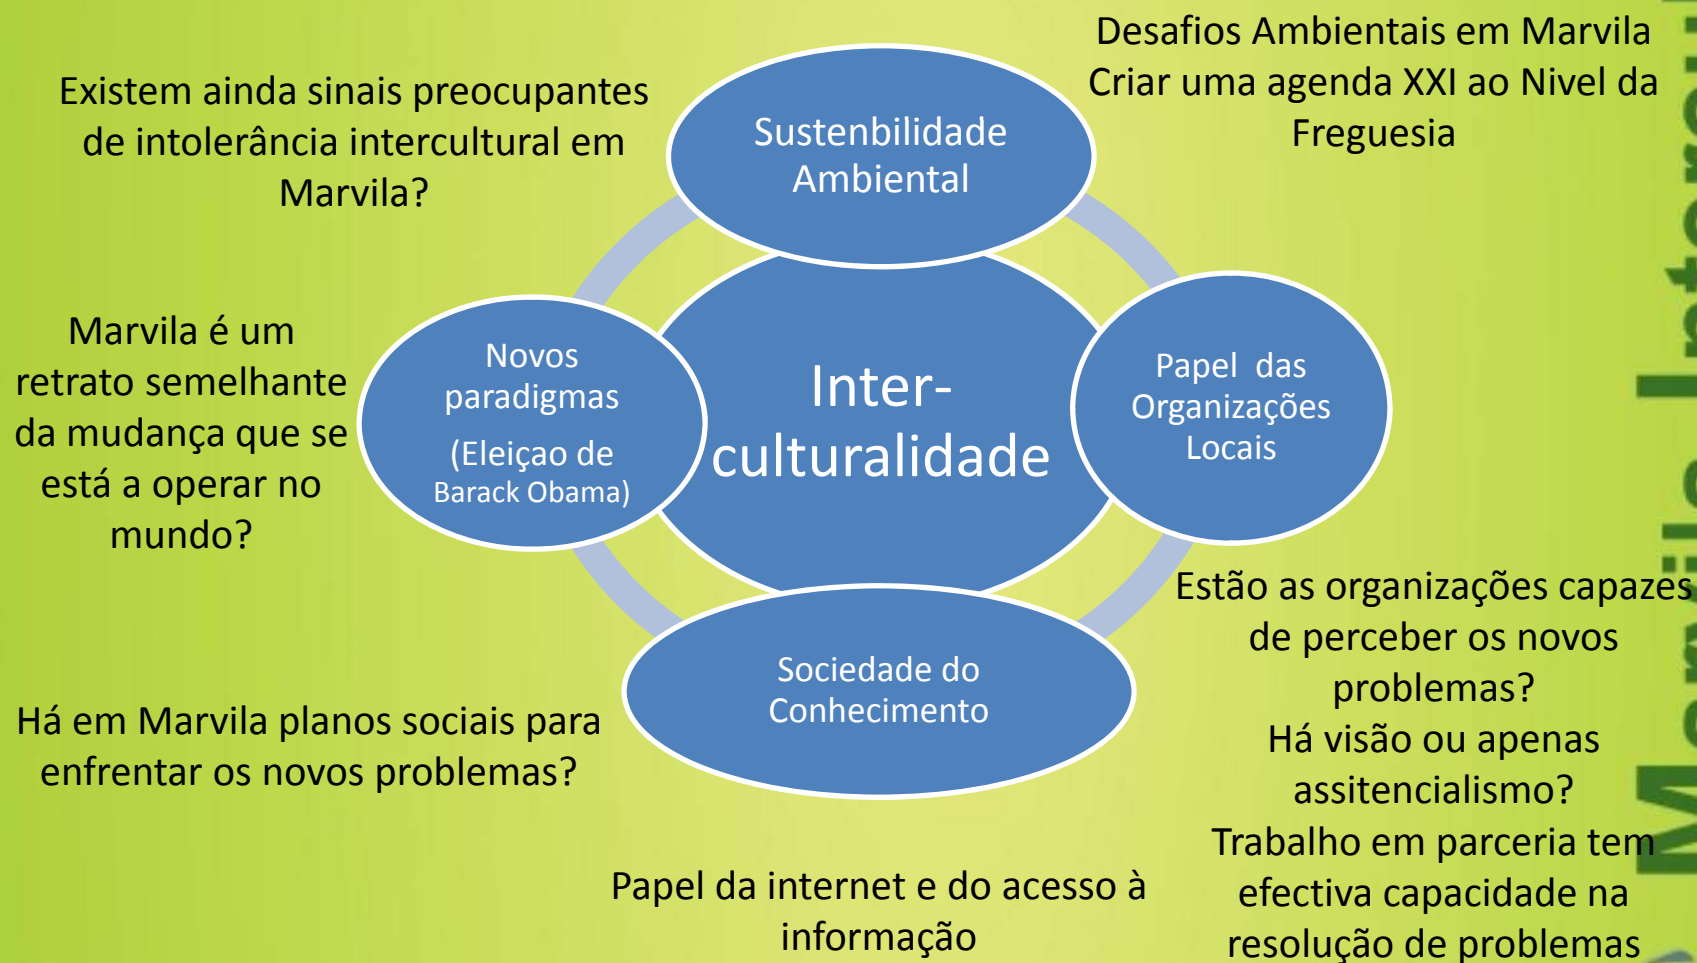 Existem ainda sinais preocupantes
de intolerância intercultural em
Marvila?
Desafios Ambientais em Marvila
Criar uma agenda XXI ao Nivel da
Freguesia
Sustenbilidade
Ambiental
Marvila é um
retrato semelhante
da mudança que se
está a operar no
mundo?
Novos
paradigmas
(Eleiçao de
Barack Obama)
Inter-
culturalidade
Papel das
Organizações
Locais
Sociedade do
Conhecimento
Há em Marvila planos sociais para
enfrentar os novos problemas?
Estão as organizações capazes
de perceber os novos
problemas?
Há visão ou apenas
assitencialismo?
Trabalho em parceria tem
efectiva capacidade na
resolução de problemas
Papel da internet e do acesso à
informação